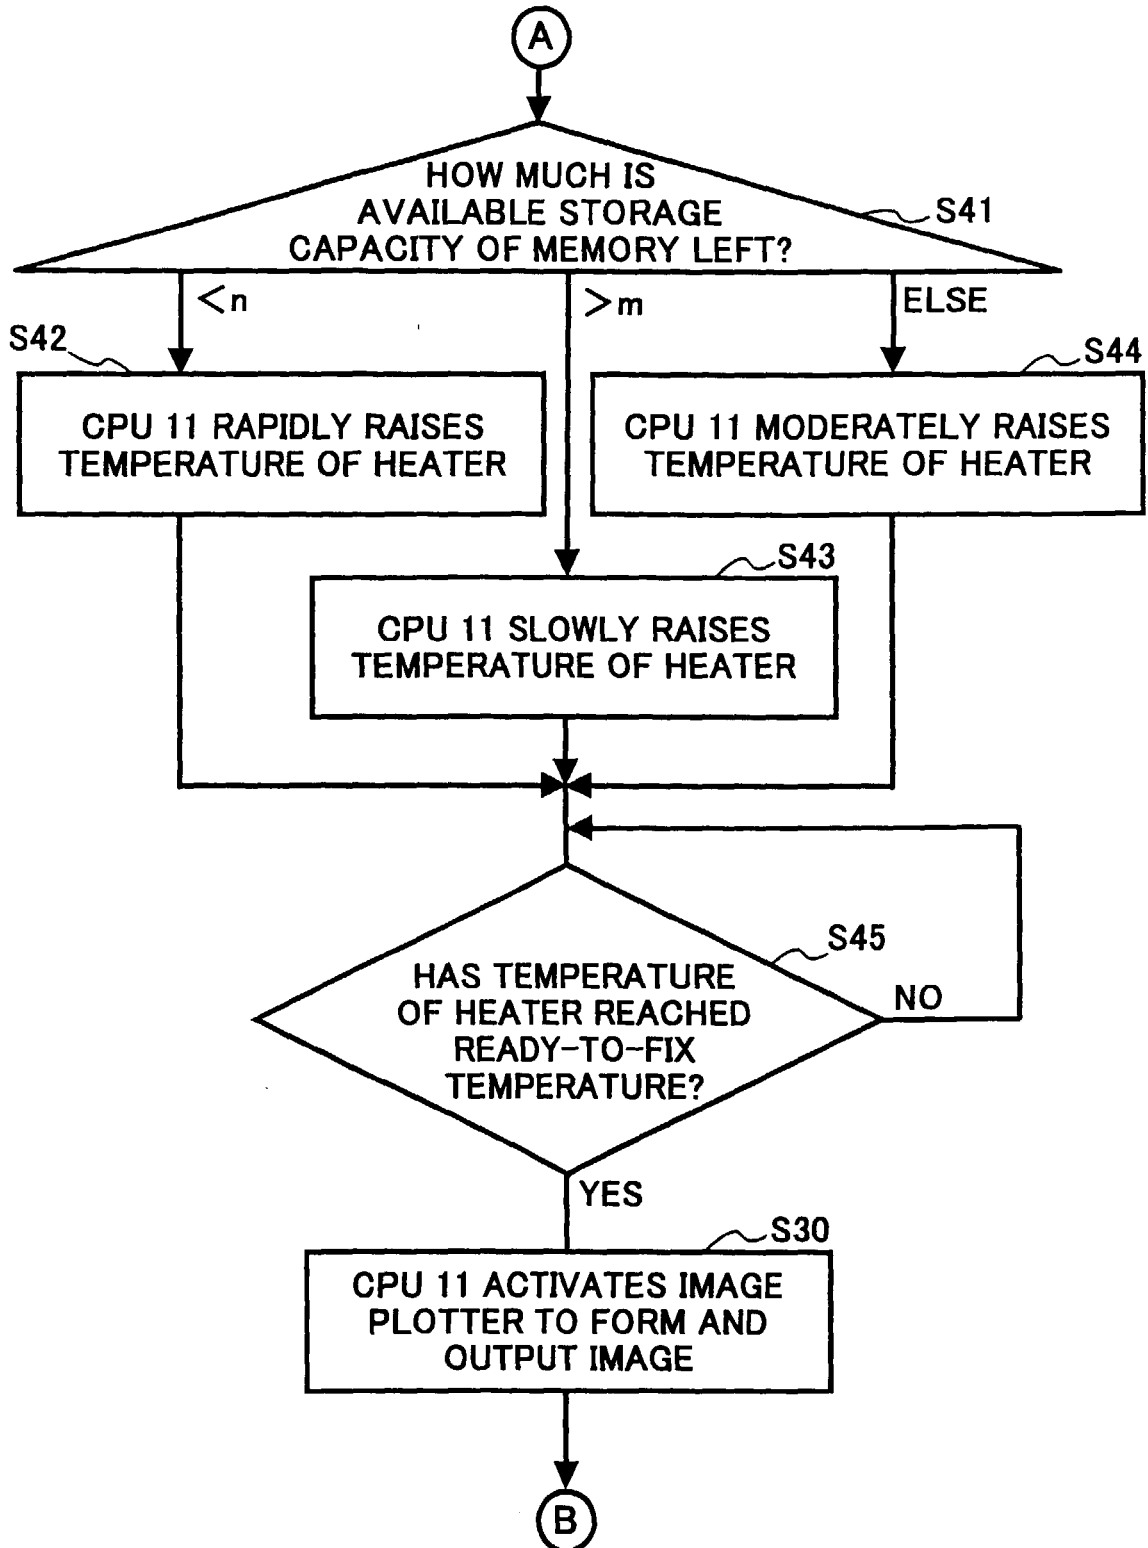 A
HOW MUCH IS
AVAILABLE STORAGE
CAPACITY OF MEMORY LEFT?
S41
<n
>m
ELSE
S42
S44
CPU 11 RAPIDLY RAISES
TEMPERATURE OF HEATER
CPU 11 MODERATELY RAISES
TEMPERATURE OF HEATER
S43
CPU 11 SLOWLY RAISES
TEMPERATURE OF HEATER
S45
HAS TEMPERATURE
OF HEATER REACHED
READY-TO-FIX
TEMPERATURE?
NO
YES
S30
CPU 11 ACTIVATES IMAGE
PLOTTER TO FORM AND
OUTPUT IMAGE
B